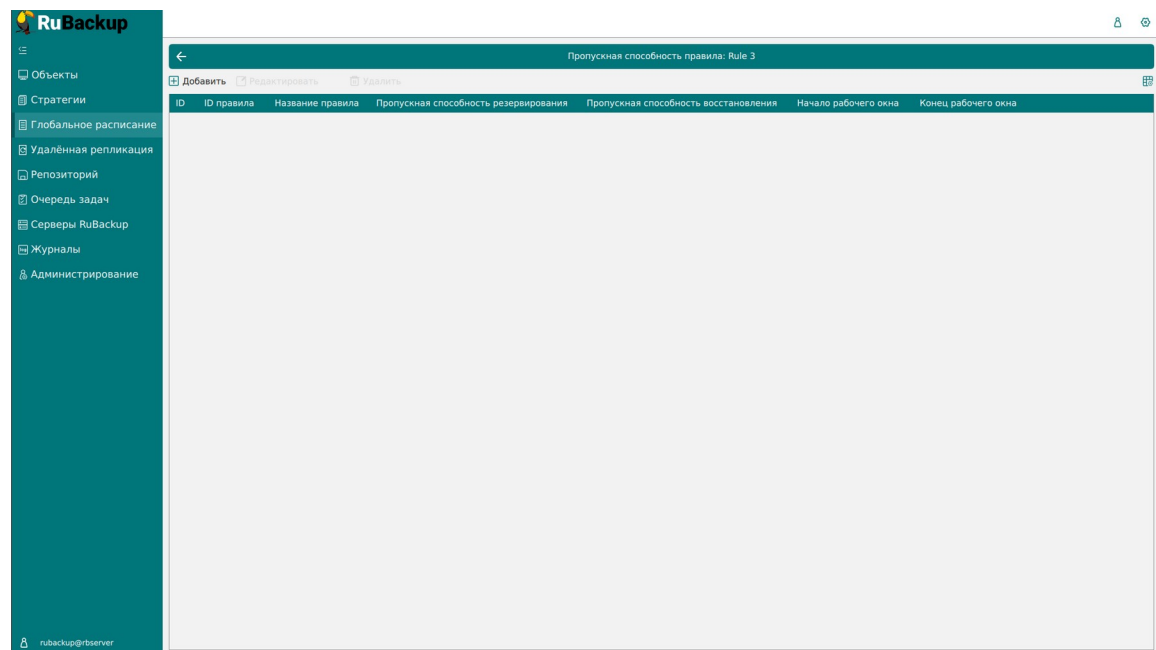 RuBackup
Объекты
Стратегии
Глобальное расписание
Удалённая репликация
Репозиторий
Очередь задач
Серверы RuBackup
Журналы
Администрирование
rubackup@rbserver
Пропускная способность правила: Rule 3
Добавить Редактировать Удалить
ID ID правила Название правила Пропускная способность резервирования Пропускная способность восстановления Начало рабочего окна Конец рабочего окна